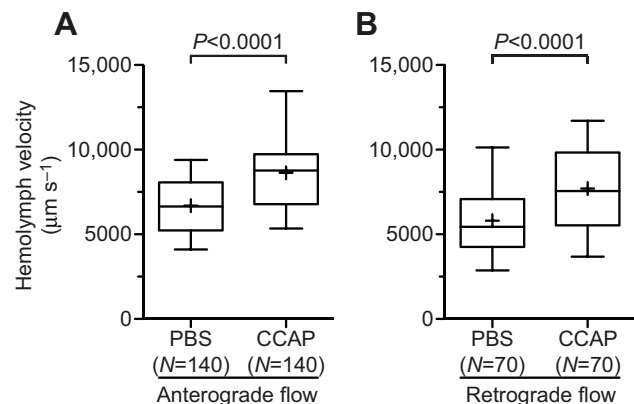 A
B
P<0.0001
P<0.0001
15,000
10,000
5000
0
15,000
10,000
5000
0
Hemolymph velocity
(µm s⁻¹)
PBS
CCAP
(N=140)
(N=140)
Anterograde flow
PBS
CCAP
(N=70)
(N=70)
Retrograde flow